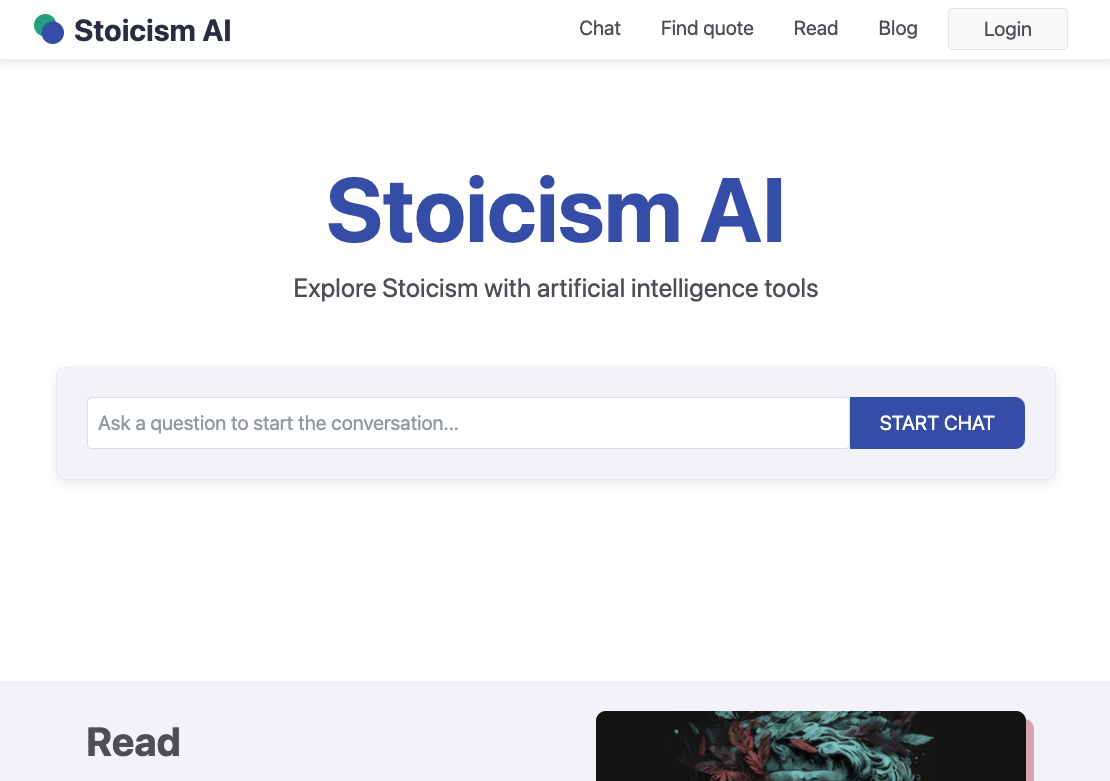 Stoicism AI
Chat Find quote Read Blog Login
Stoicism AI
Explore Stoicism with artificial intelligence tools
Ask a question to start the conversation...
START CHAT
Read